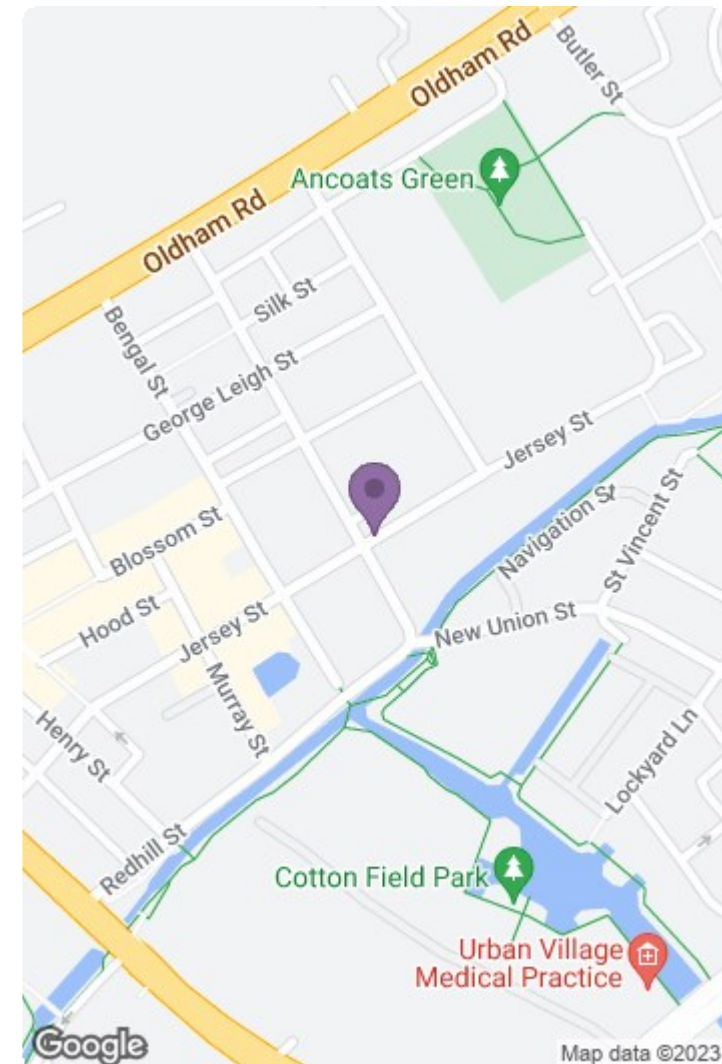 Oldham Rd
Butler St
Ancoats Green
Oldham Rd
Silk St
Bengal St
George Leigh St
Jersey St
Blossom St
Navigation St
St Vincent St
Hood St
Jersey St
New Union St
Murray St
Henry St
Lockyard Ln
Redhill St
Cotton Field Park
Urban Village
Medical Practice
Google
Map data ©2023